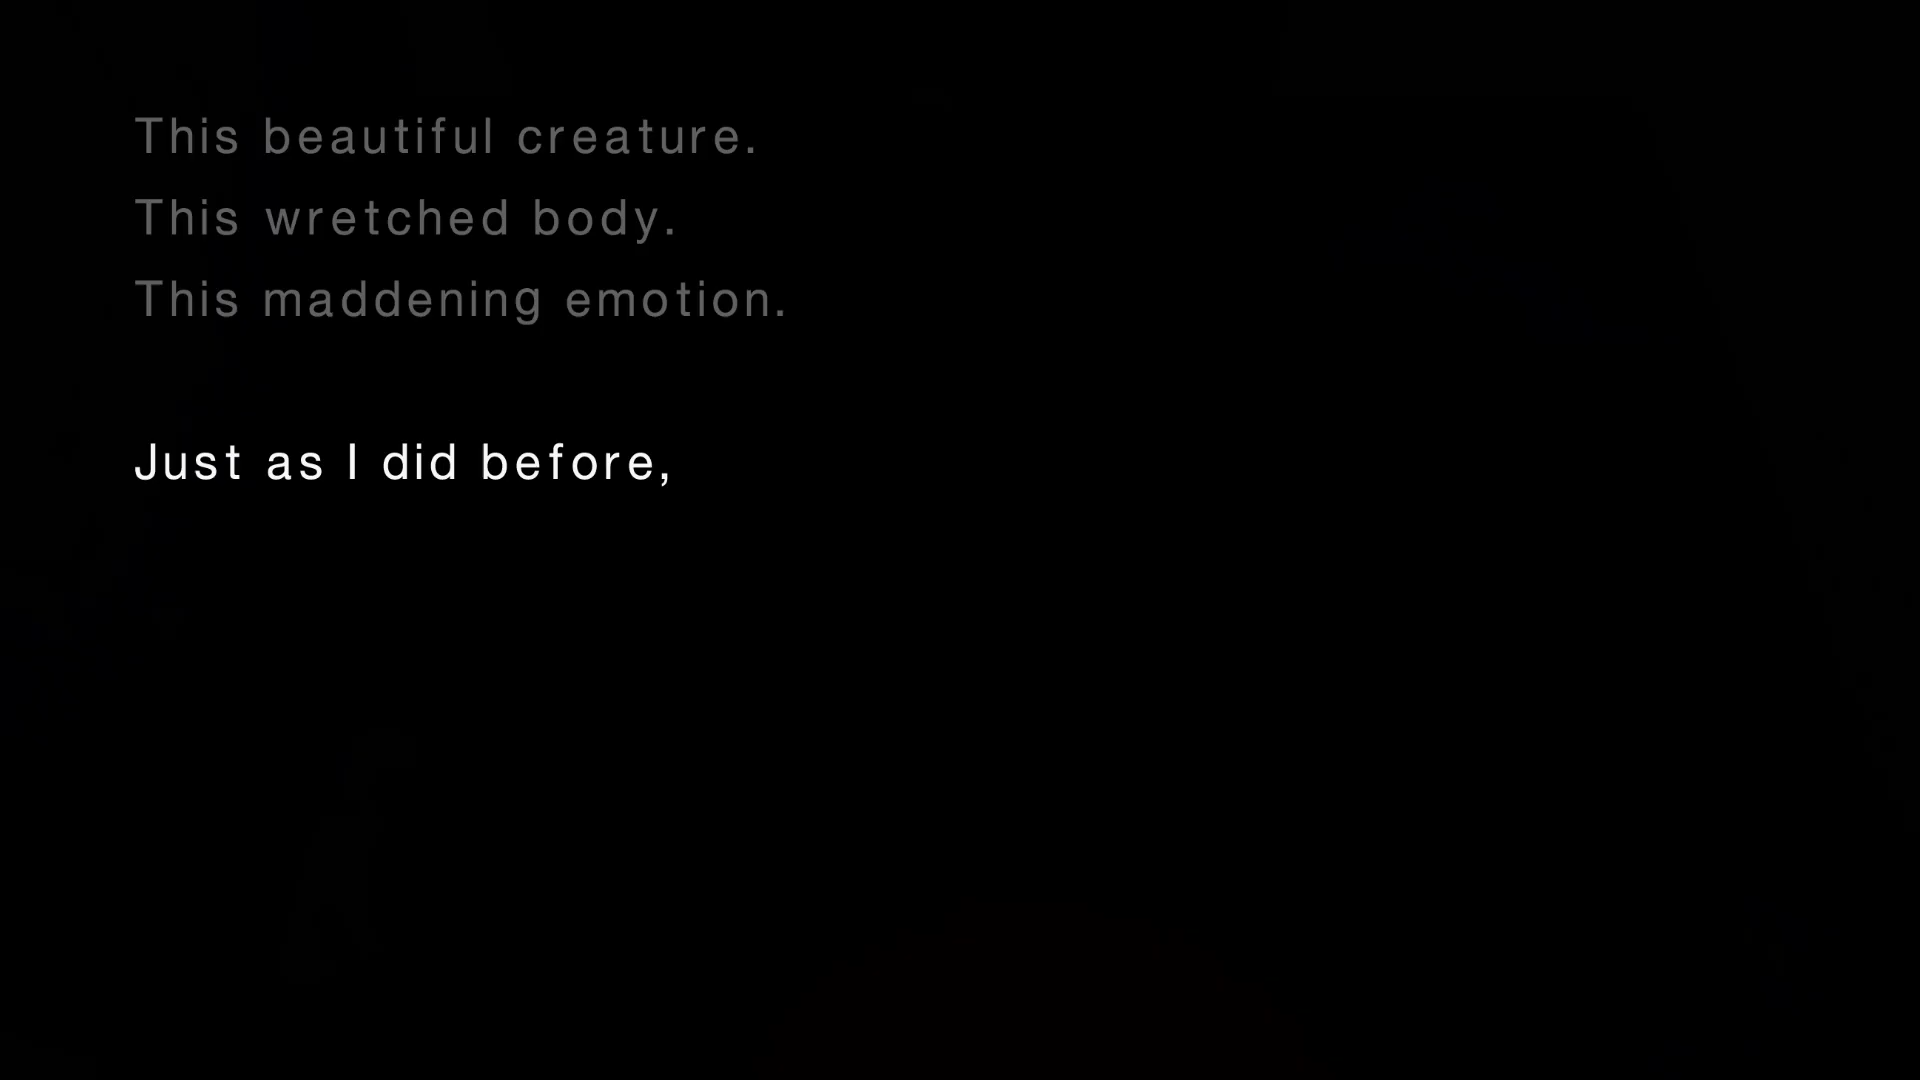 This beautiful creature.
This wretched body.
This maddening emotion.
Just as I did before,